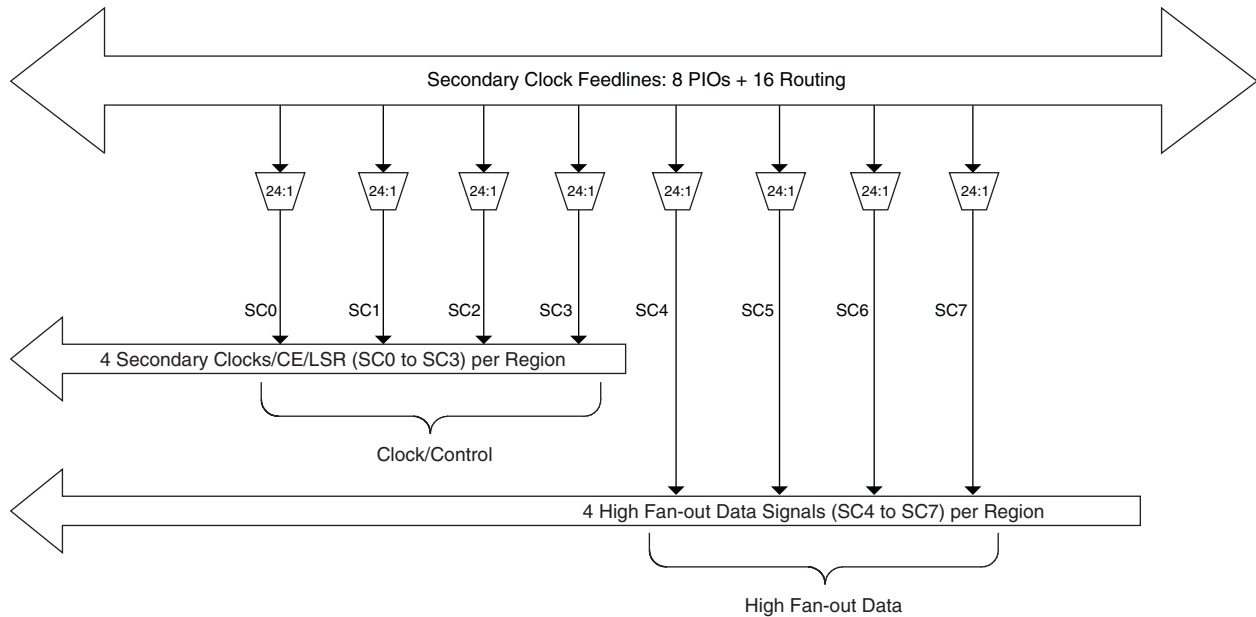 Secondary Clock Feedlines: 8 PIOs + 16 Routing
24:1 24:1 24:1 24:1 24:1 24:1 24:1 24:1
SC0 SC1 SC2 SC3 SC4 SC5 SC6 SC7
4 Secondary Clocks/CE/LSR (SC0 to SC3) per Region
Clock/Control
4 High Fan-out Data Signals (SC4 to SC7) per Region
High Fan-out Data